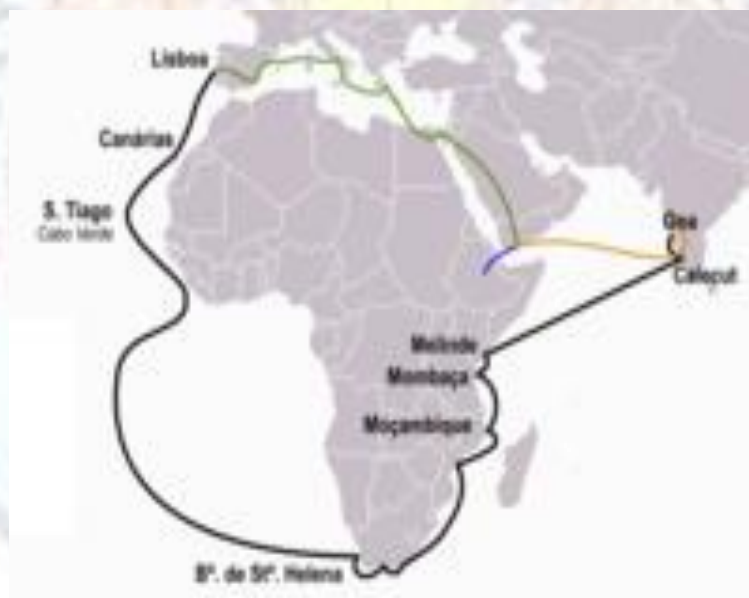 Lisboa
Canárias
S. Tiago
Cabo Verde
Goa
Calecut
Melinde
Mombaça
Moçambique
Bª. de Stª. Helena